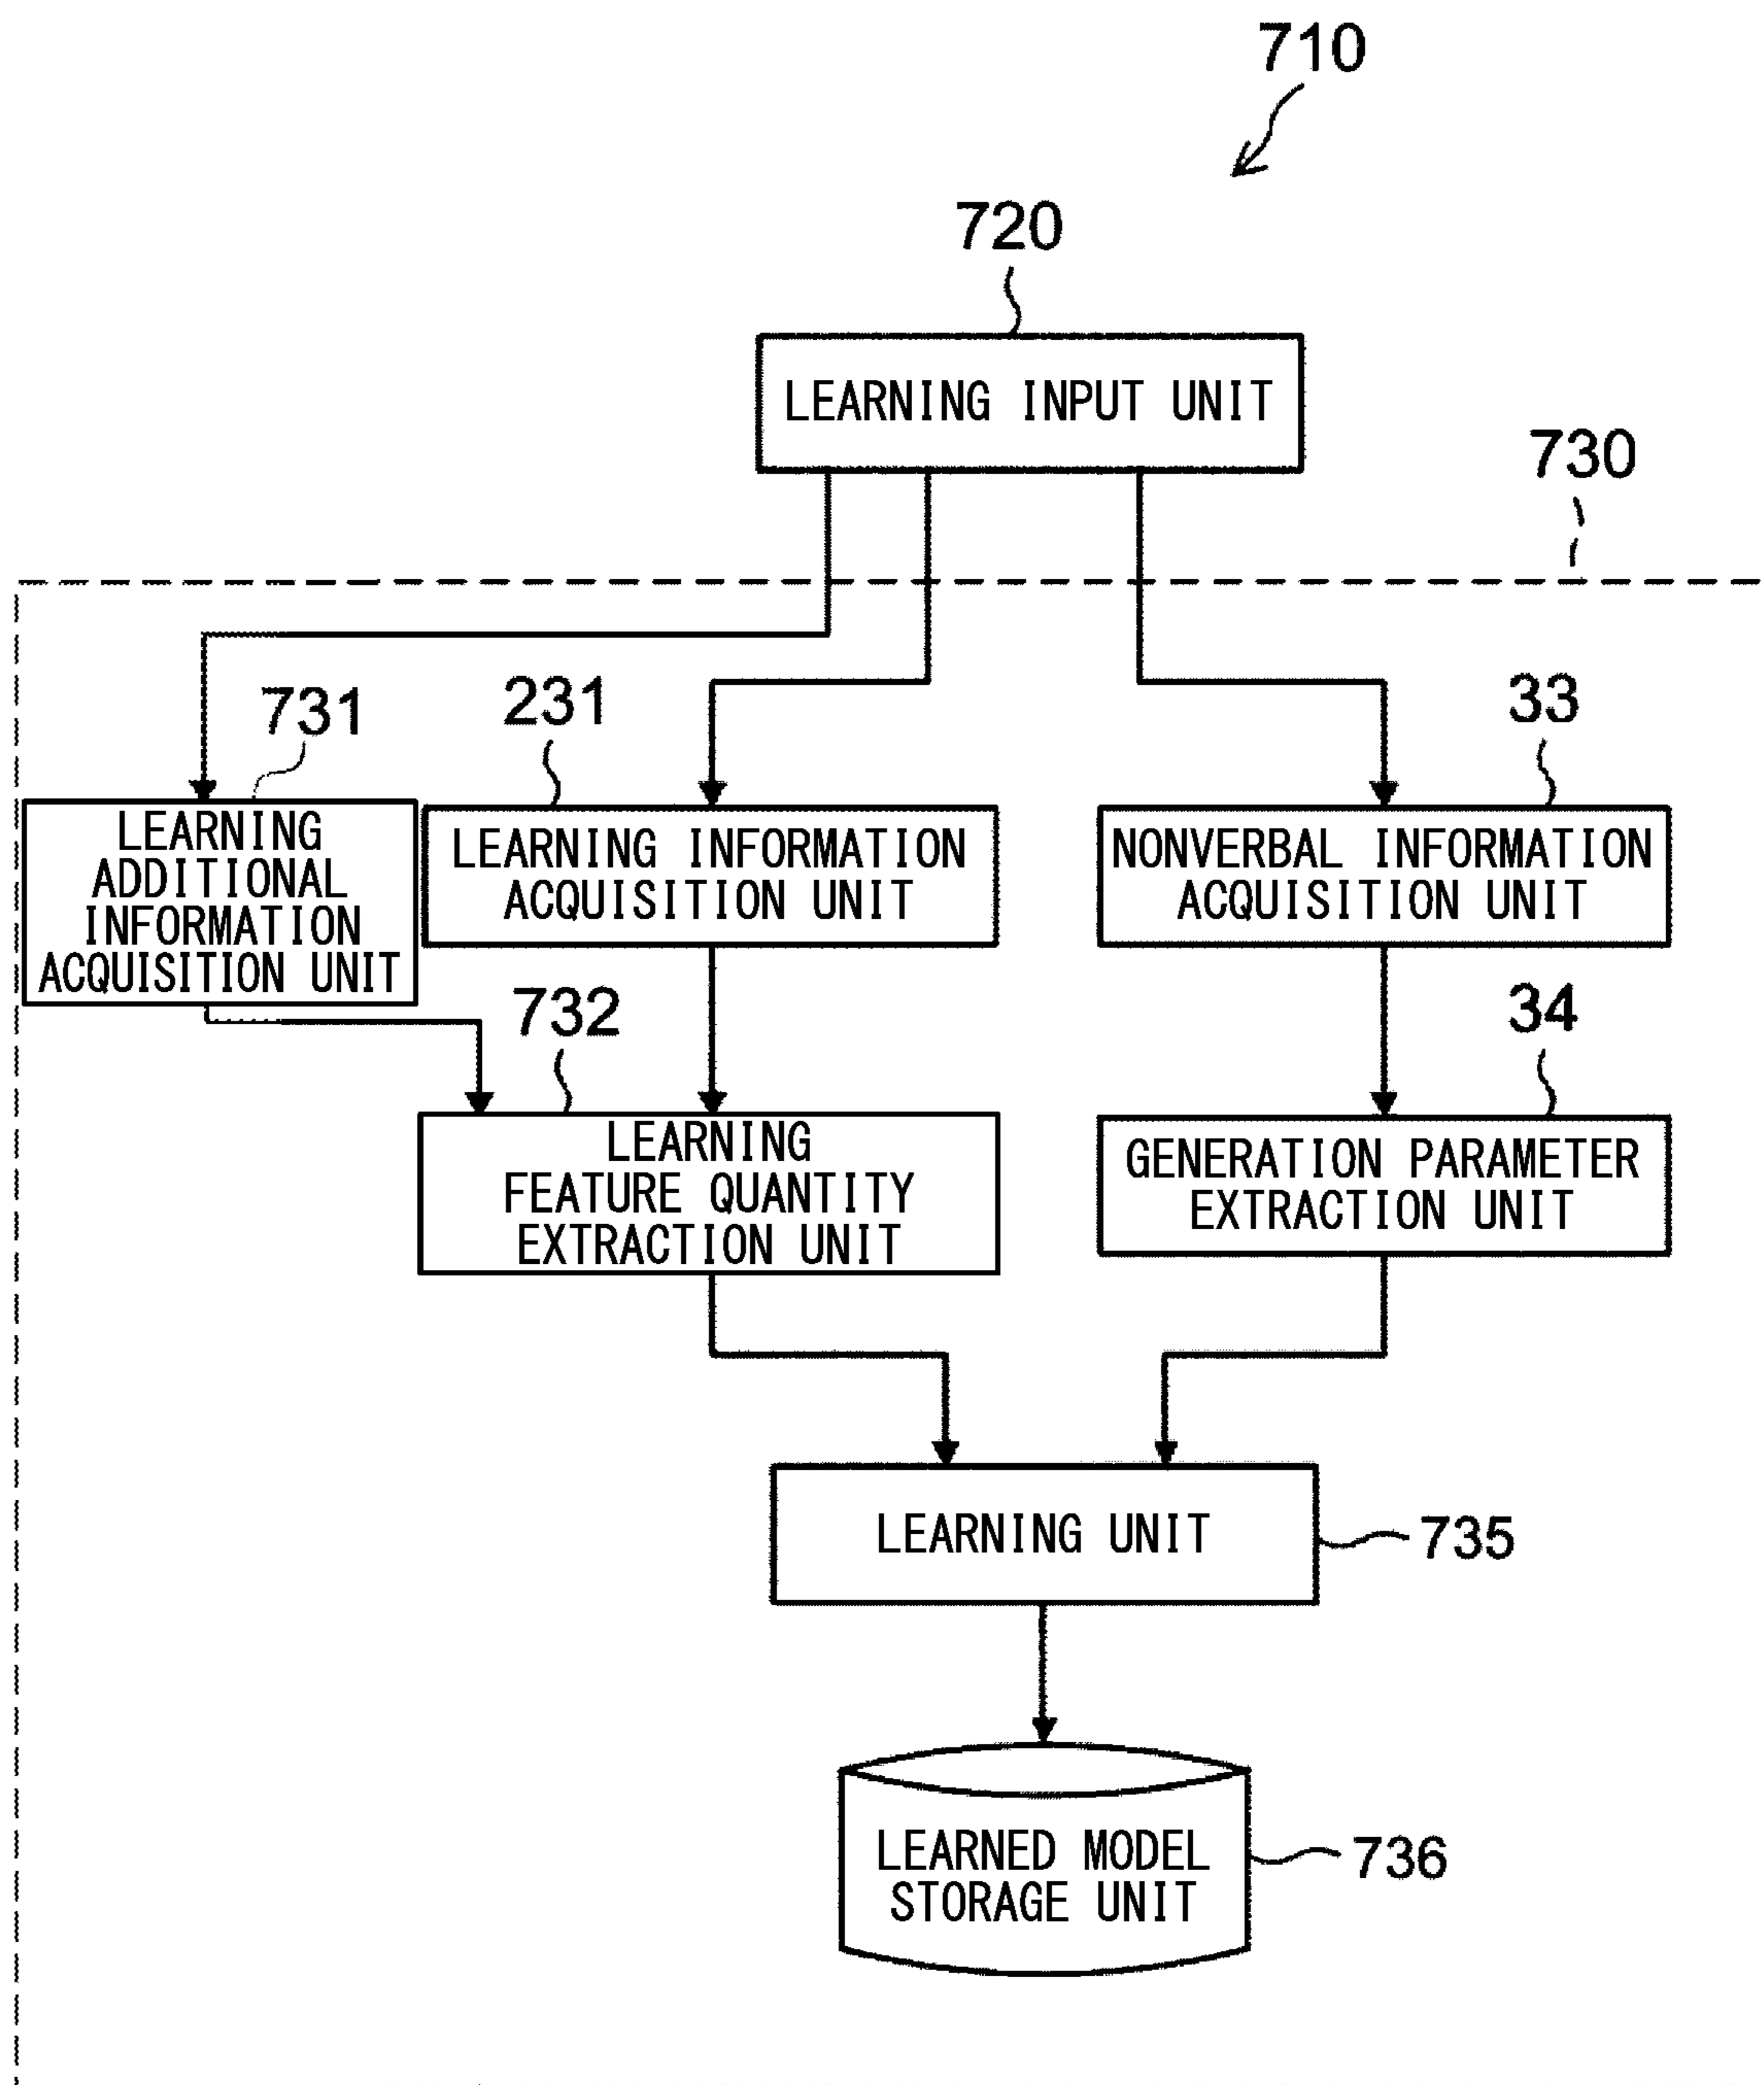 710
720
LEARNING INPUT UNIT
730
731
231
33
LEARNING
ADDITIONAL
INFORMATION
ACQUISITION UNIT
LEARNING INFORMATION
ACQUISITION UNIT
NONVERBAL INFORMATION
ACQUISITION UNIT
732
34
LEARNING
FEATURE QUANTITY
EXTRACTION UNIT
GENERATION PARAMETER
EXTRACTION UNIT
LEARNING UNIT
735
LEARNED MODEL
STORAGE UNIT
736